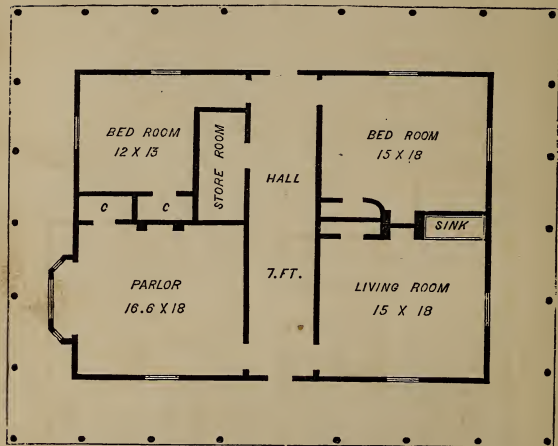 BED ROOM
12 X 13
C
C
STORE ROOM
HALL
7. FT.
BED ROOM
15 X 18
SINK
PARLOR
16.6 X 18
LIVING ROOM
15 X 18